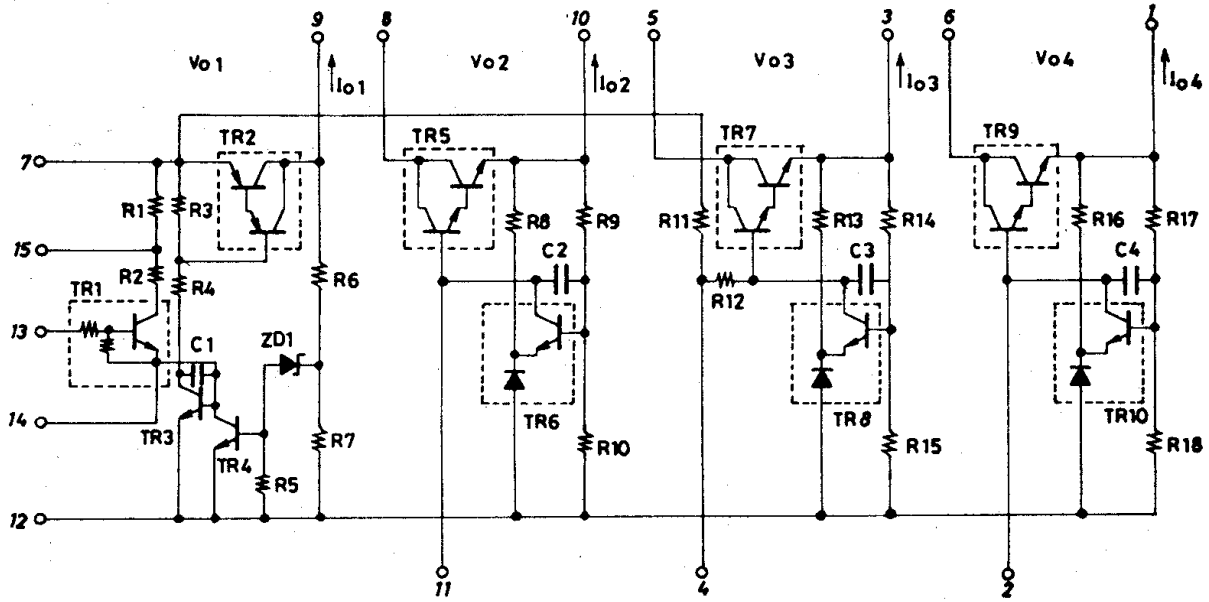 9 8 10 5 3 6 1
Vo1 Io1 Vo2 Io2 Vo3 Io3 Vo4 Io4
TR2 TR5 TR7 TR9
7
R1 R3 R8 R9 R11 R13 R14 R16 R17
15
R2 R4 R6 C2 C3 C4
TR1 R12
13
C1 ZD1
14
TR3 TR4 R7 TR6 TR8 TR10
R5 R10 R15 R18
12
11 4 2